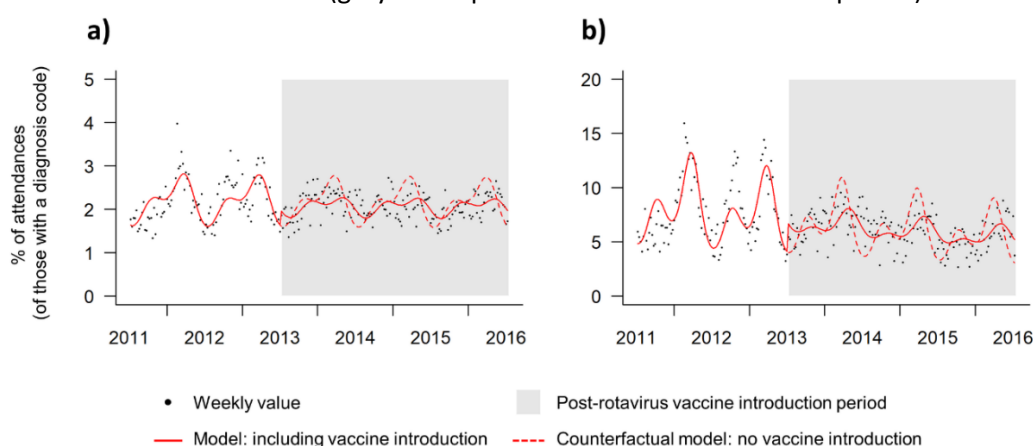 a)
b)
% of attendances
(of those with a diagnosis code)
5
4
3
2
1
0
2011 2012 2013 2014 2015 2016
20
15
10
5
0
2011 2012 2013 2014 2015 2016
Weekly value
Post-rotavirus vaccine introduction period
Model: including vaccine introduction
Counterfactual model: no vaccine introduction